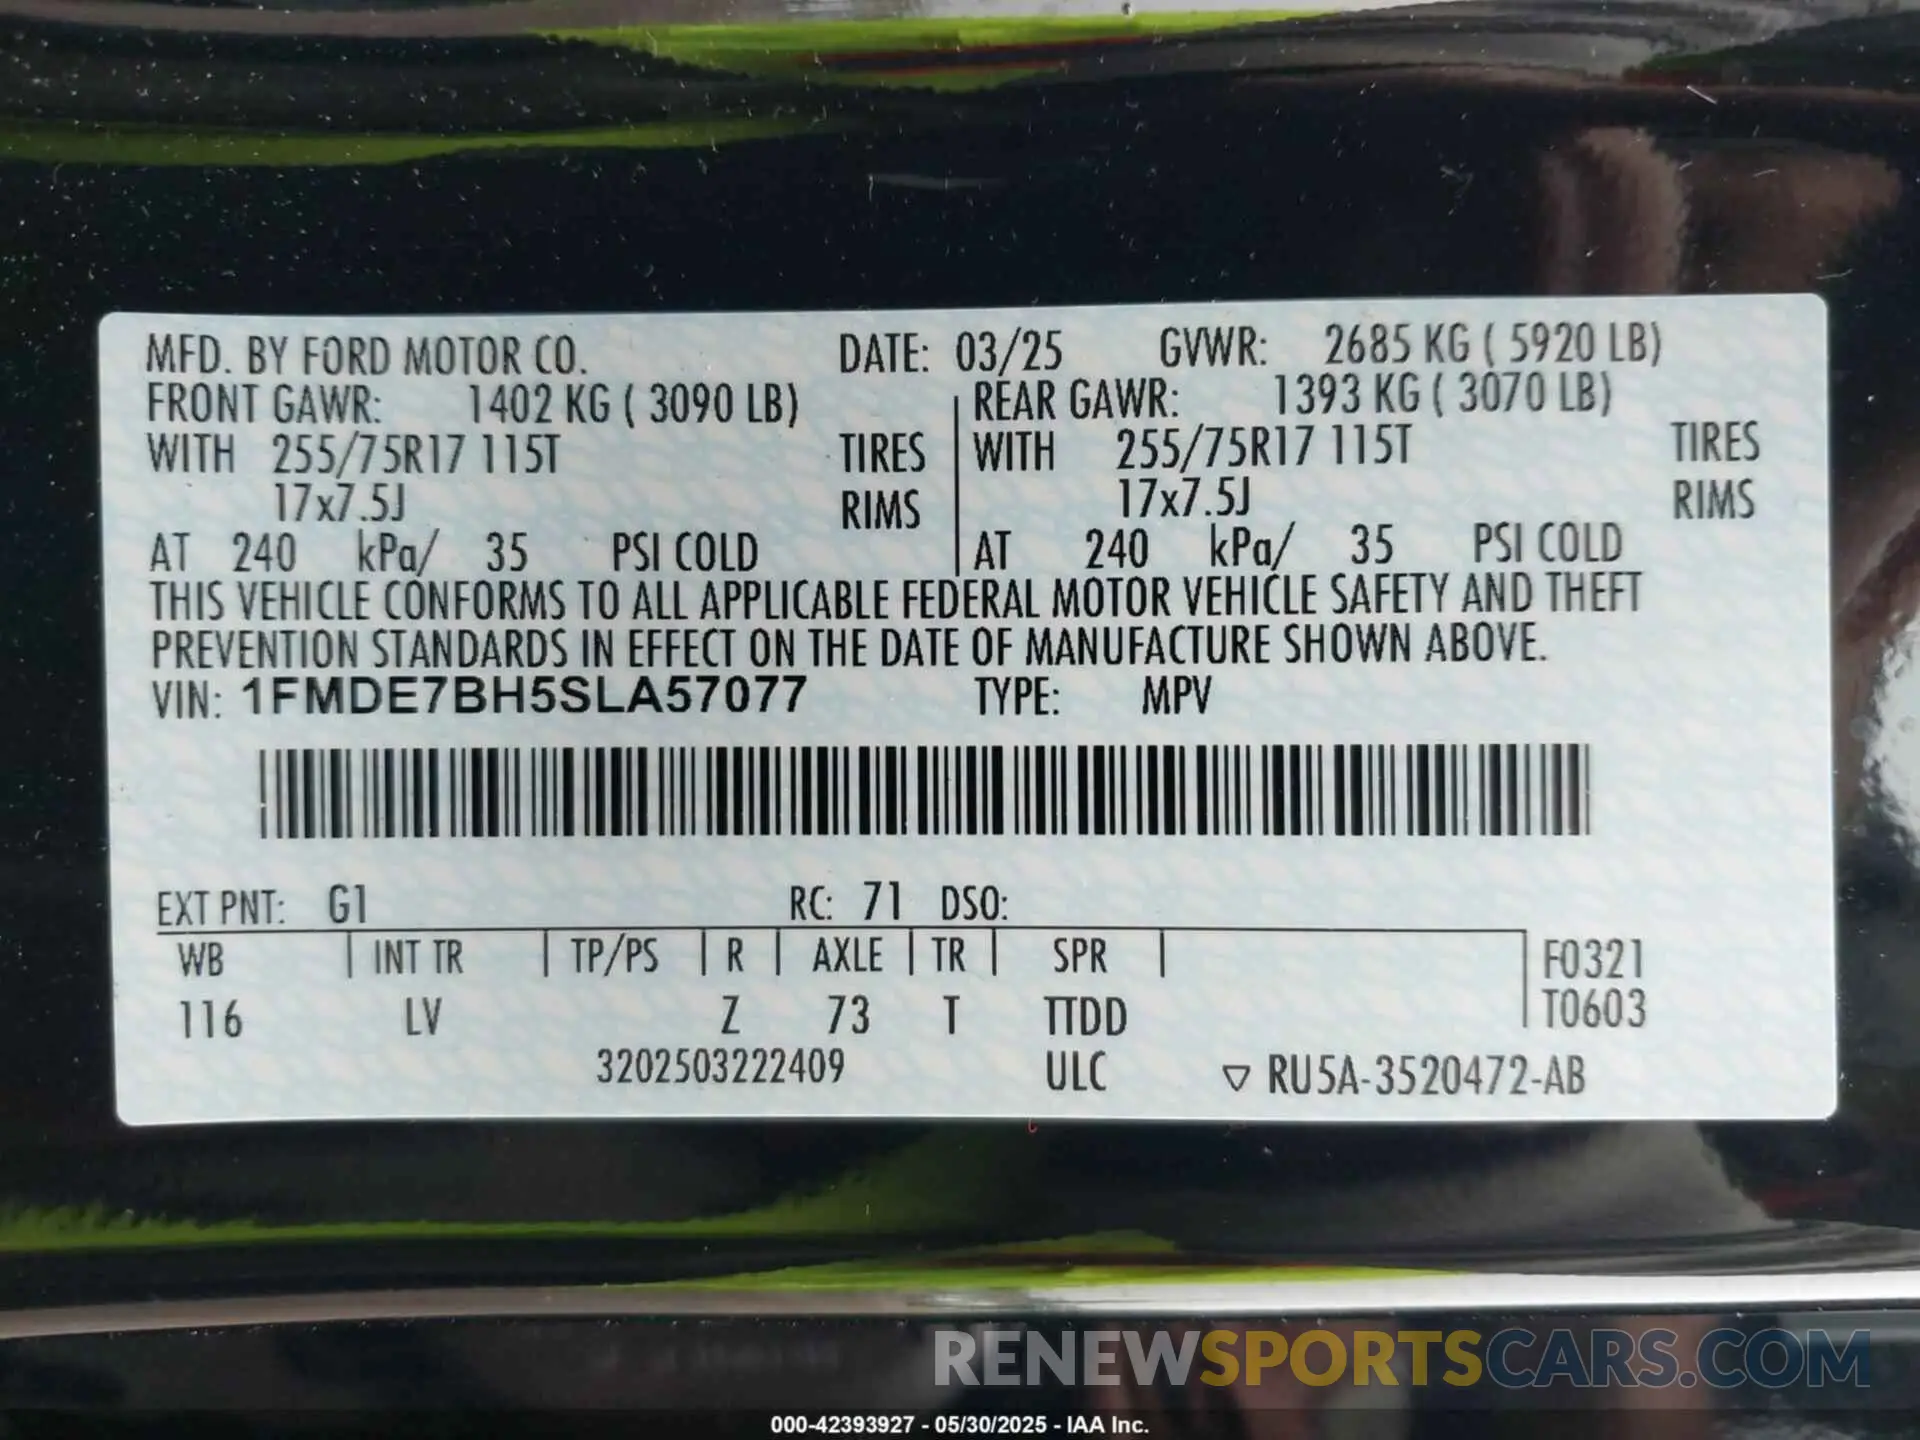 MFD. BY FORD MOTOR CO. DATE: 03/25 GVWR: 2685 KG ( 5920 LB)
FRONT GAWR: 1402 KG ( 3090 LB) REAR GAWR: 1393 KG ( 3070 LB)
WITH 255/75R17 115T TIRES WITH 255/75R17 115T TIRES
17x7.5J RIMS 17x7.5J RIMS
AT 240 kPa/ 35 PSI COLD AT 240 kPa/ 35 PSI COLD
THIS VEHICLE CONFORMS TO ALL APPLICABLE FEDERAL MOTOR VEHICLE SAFETY AND THEFT
PREVENTION STANDARDS IN EFFECT ON THE DATE OF MANUFACTURE SHOWN ABOVE.
VIN: 1FMDE7BH5SLA57077 TYPE: MPV
EXT PNT: G1 RC: 71 DSO:
WB INT TR TP/PS R AXLE TR SPR F0321
116 LV Z 73 T TTDD T0603
3202503222409 ULC ▽ RU5A-3520472-AB
RENEWSPORTSCARS.COM
000-42393927 - 05/30/2025 - IAA Inc.